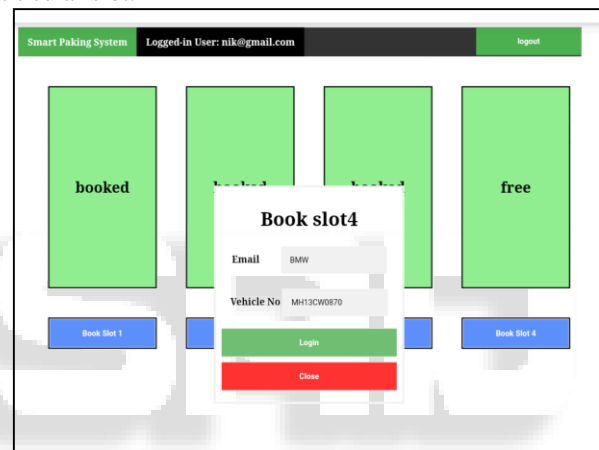 Smart Paking System Logged-in User: nik@gmail.com logout
booked free
Book slot4
Email BMW
Vehicle No MH13CW0870
Login
Book Slot 1 Book Slot 4
Close